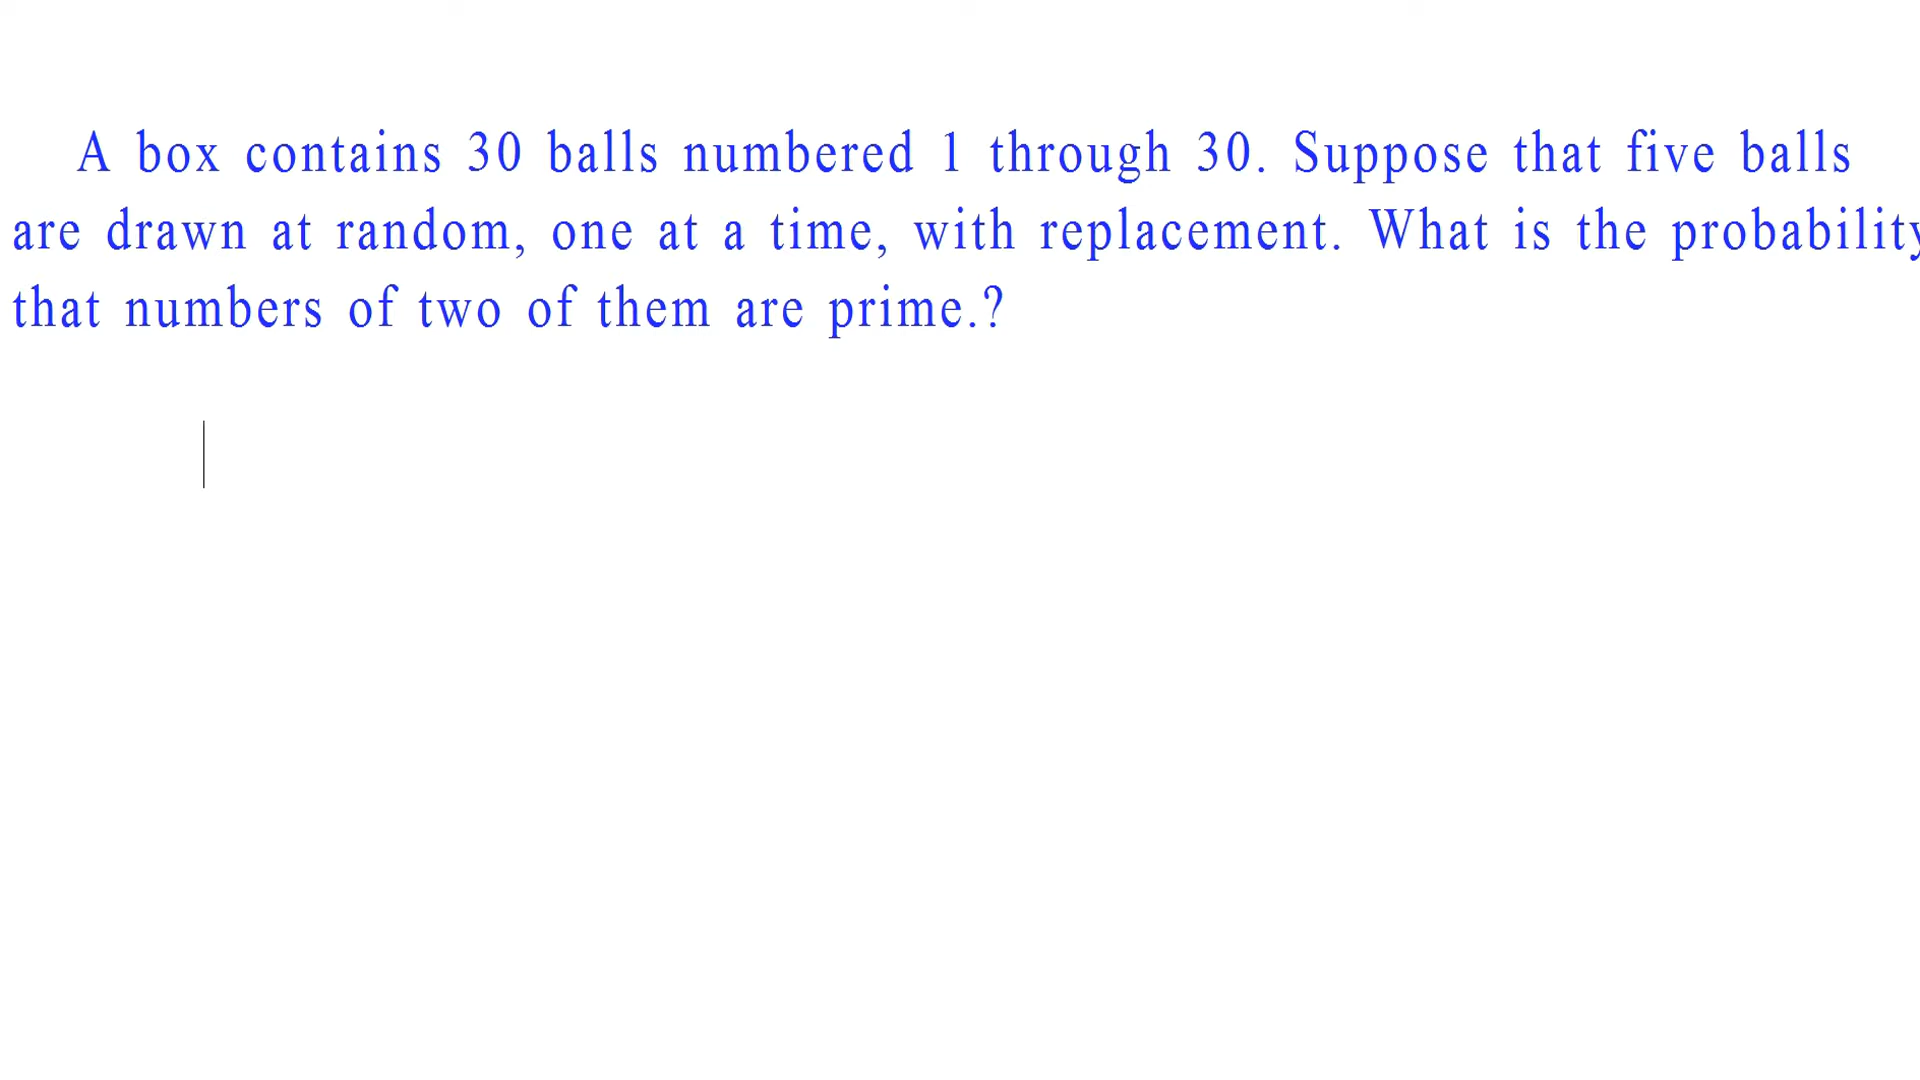 A box contains 30 balls numbered 1 through 30. Suppose that five balls
are drawn at random, one at a time, with replacement. What is the probability
that numbers of two of them are prime.?